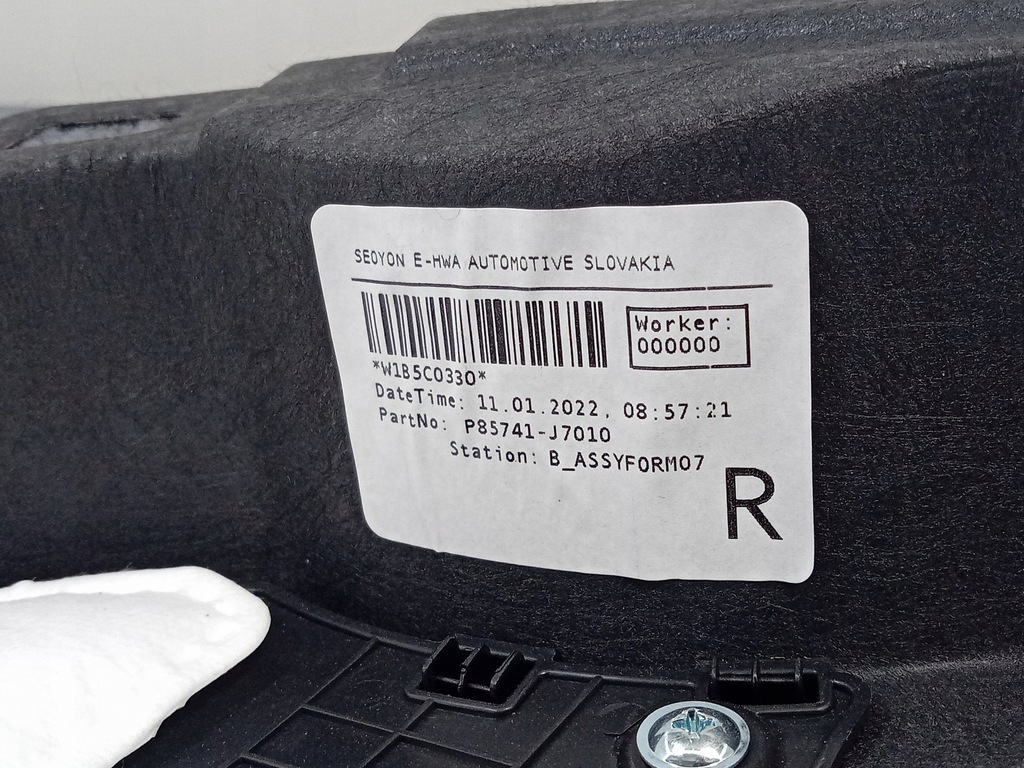 SEOYON E-HWA AUTOMOTIVE SLOVAKIA
Worker:
000000
*W1B5C0330*
DateTime: 11.01.2022, 08:57:21
PartNo: P85741-J7010
Station: B_ASSYFORM07
R